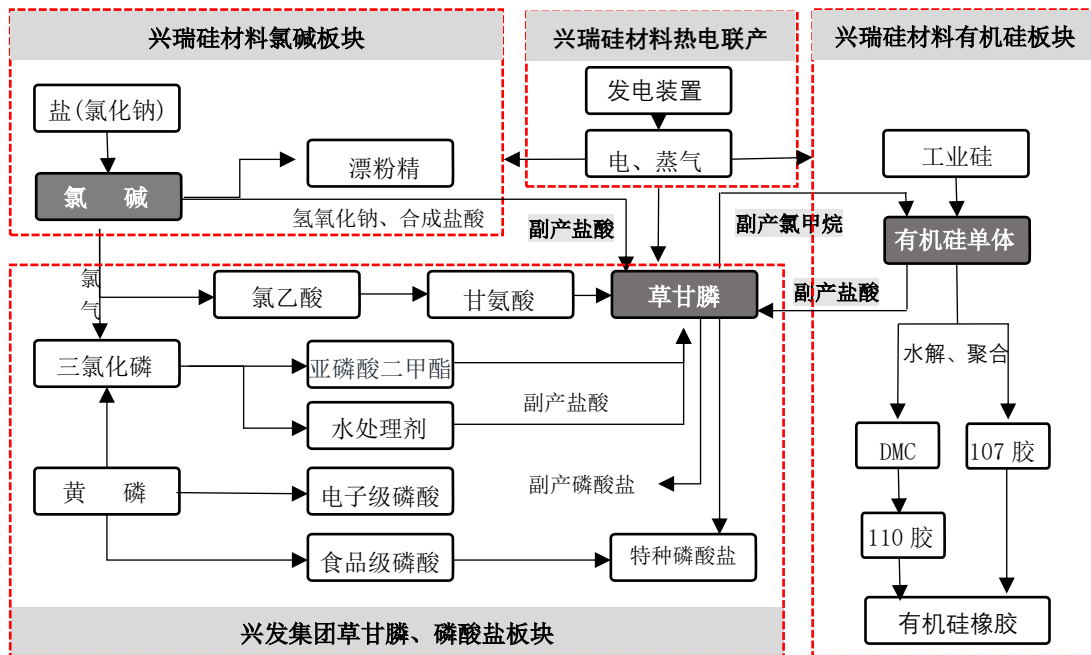 兴瑞硅材料氯碱板块
兴瑞硅材料热电联产
兴瑞硅材料有机硅板块
盐(氯化钠)
发电装置
漂粉精
电、蒸气
工业硅
氯 碱
氢氧化钠、合成盐酸
副产盐酸
副产氯甲烷
有机硅单体
氯气
氯乙酸
甘氨酸
草甘膦
副产盐酸
三氯化磷
亚磷酸二甲酯
水解、聚合
副产盐酸
水处理剂
DMC
107 胶
黄 磷
电子级磷酸
副产磷酸盐
110 胶
食品级磷酸
特种磷酸盐
有机硅橡胶
兴发集团草甘膦、磷酸盐板块